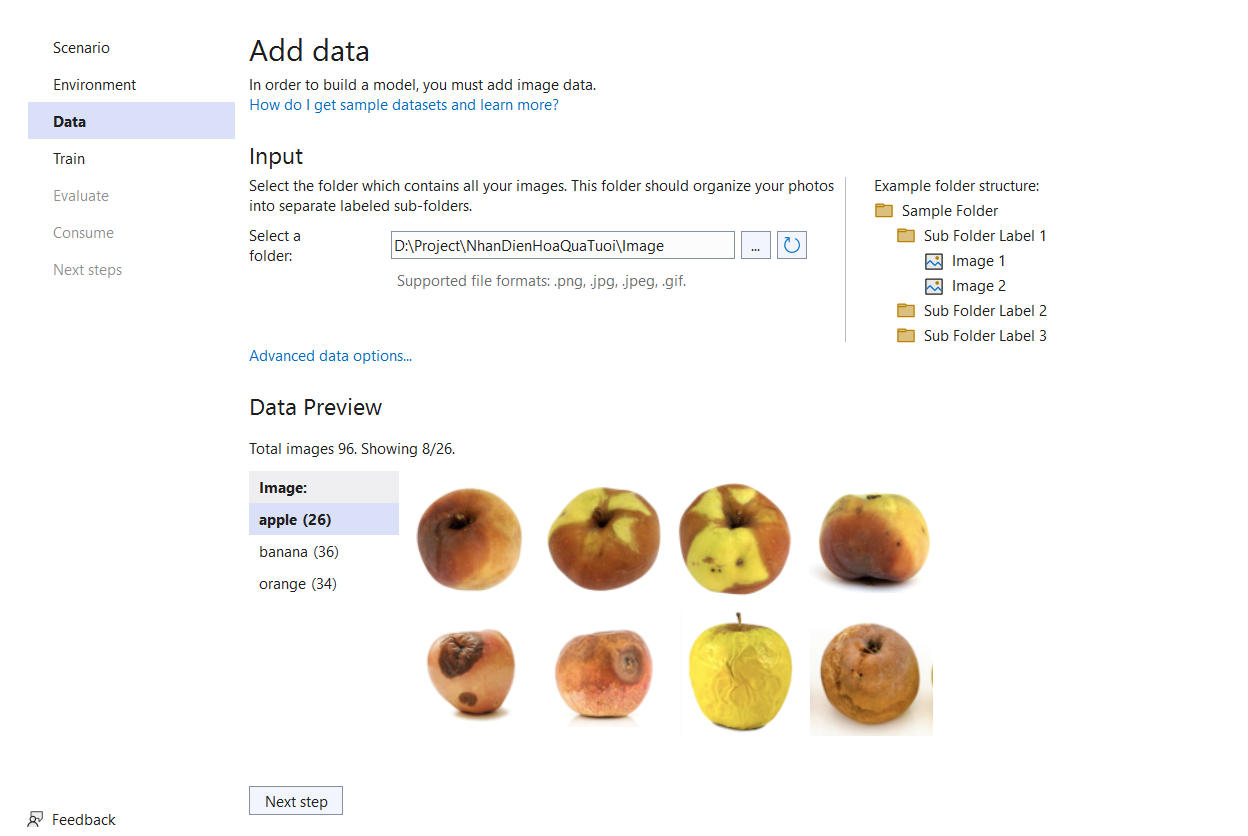 Scenario
Environment
Data
Train
Evaluate
Consume
Next steps
Feedback
Add data
In order to build a model, you must add image data.
How do I get sample datasets and learn more?
Input
Select the folder which contains all your images. This folder should organize your photos
into separate labeled sub-folders.
Select a
folder:
D:\Project\NhanDienHoaQuaTuoi\Image
...
Supported file formats: .png, .jpg, .jpeg, .gif.
Example folder structure:
Sample Folder
Sub Folder Label 1
Image 1
Image 2
Sub Folder Label 2
Sub Folder Label 3
Advanced data options...
Data Preview
Total images 96. Showing 8/26.
Image:
apple (26)
banana (36)
orange (34)
Next step